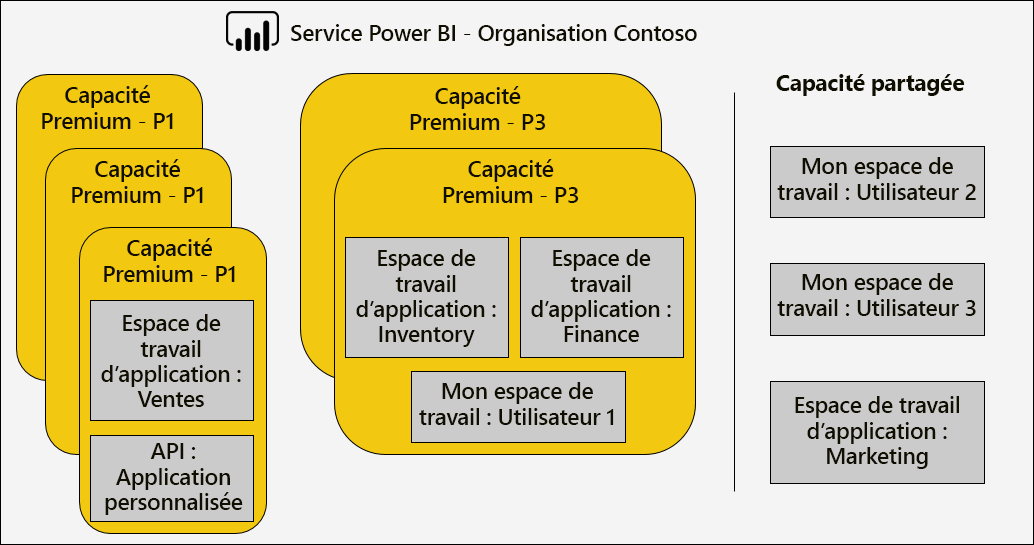 Service Power BI - Organisation Contoso
Capacité
Premium - P1
Capacité
Premium - P1
Capacité
Premium - P1
Espace de
travail
d’application :
Ventes
API :
Application
personnalisée
Capacité
Premium - P3
Capacité
Premium - P3
Espace de
travail
d’application :
Inventory
Espace de
travail
d’application :
Finance
Mon espace de
travail : Utilisateur 1
Capacité partagée
Mon espace de
travail : Utilisateur 2
Mon espace de
travail : Utilisateur 3
Espace de travail
d’application :
Marketing